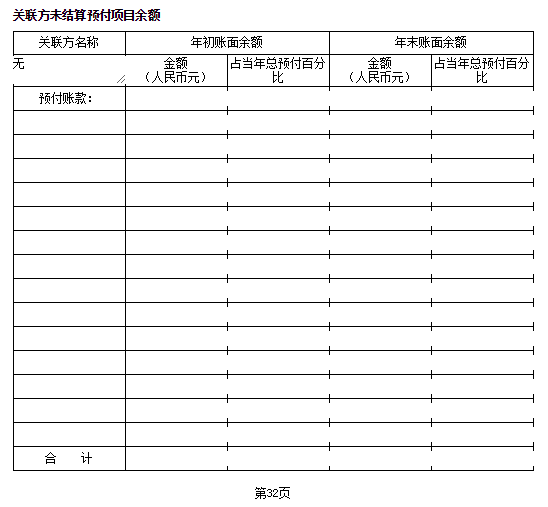 关联方未结算预付项目余额
关联方名称 年初账面余额 年末账面余额
无 金额 占当年总预付百分 金额 占当年总预付百分
（人民币元） 比 （人民币元） 比
预付账款：
合 计
第32页